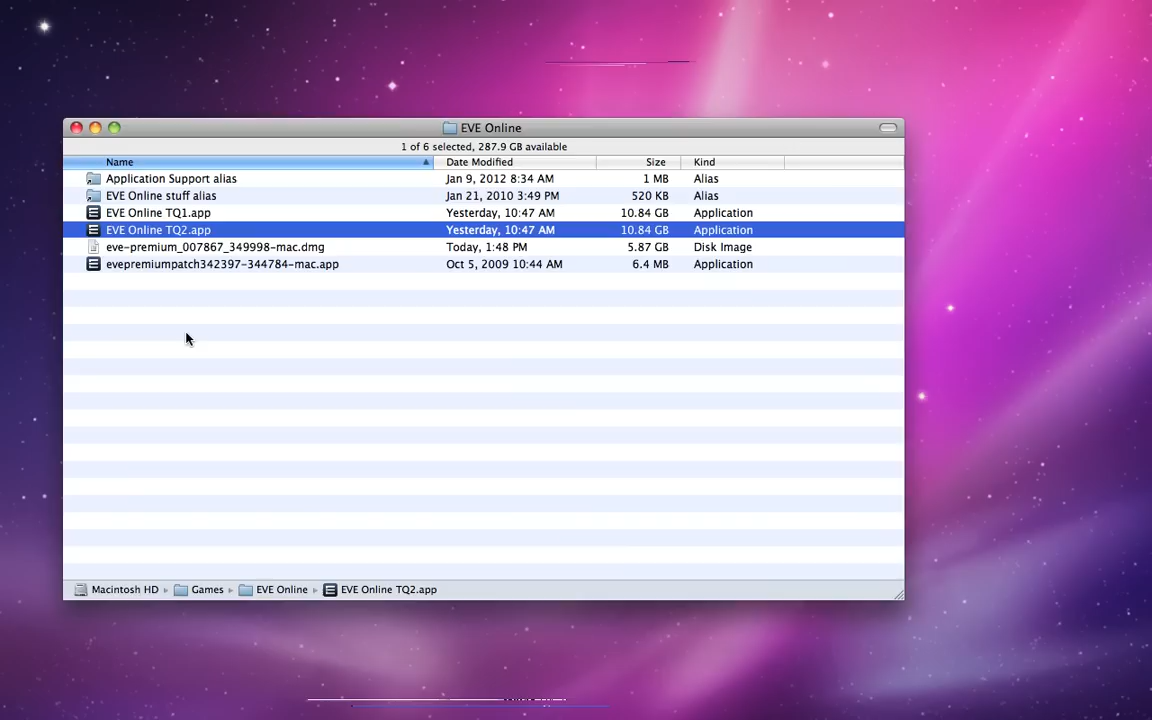 EVE Online
1 of 6 selected, 287.9 GB available
Name Date Modified Size Kind
Application Support alias Jan 9, 2012 8:34 AM 1 MB Alias
EVE Online stuff alias Jan 21, 2010 3:49 PM 520 KB Alias
EVE Online TQ1.app Yesterday, 10:47 AM 10.84 GB Application
EVE Online TQ2.app Yesterday, 10:47 AM 10.84 GB Application
eve-premium_007867_349998-mac.dmg Today, 1:48 PM 5.87 GB Disk Image
evepremiumpatch342397-344784-mac.app Oct 5, 2009 10:44 AM 6.4 MB Application
Macintosh HD ▸ Games ▸ EVE Online ▸ EVE Online TQ2.app